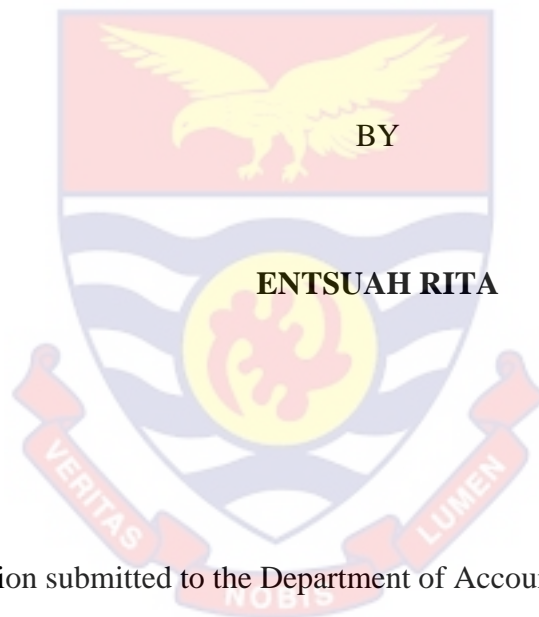 BY
ENTSUAH RITA
VERITAS
NOBIS
LUMEN
ion submitted to the Department of Accou